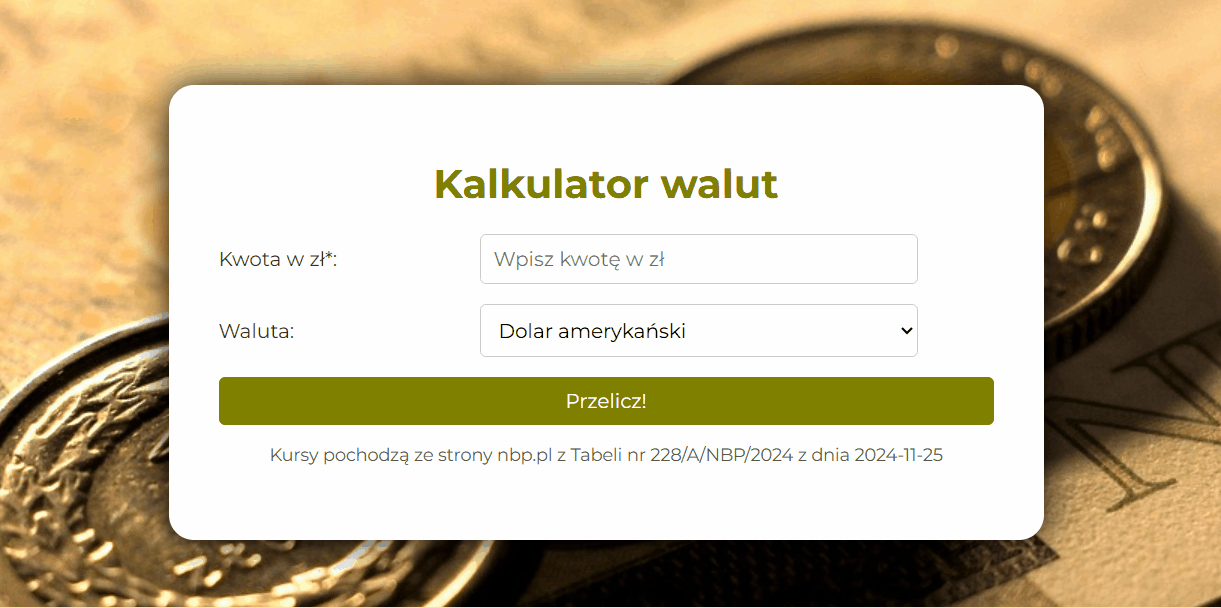 Kalkulator walut
Kwota w zł*:
Wpisz kwotę w zł
Waluta:
Dolar amerykański
Przelicz!
Kursy pochodzą ze strony nbp.pl z Tabeli nr 228/A/NBP/2024 z dnia 2024-11-25
N